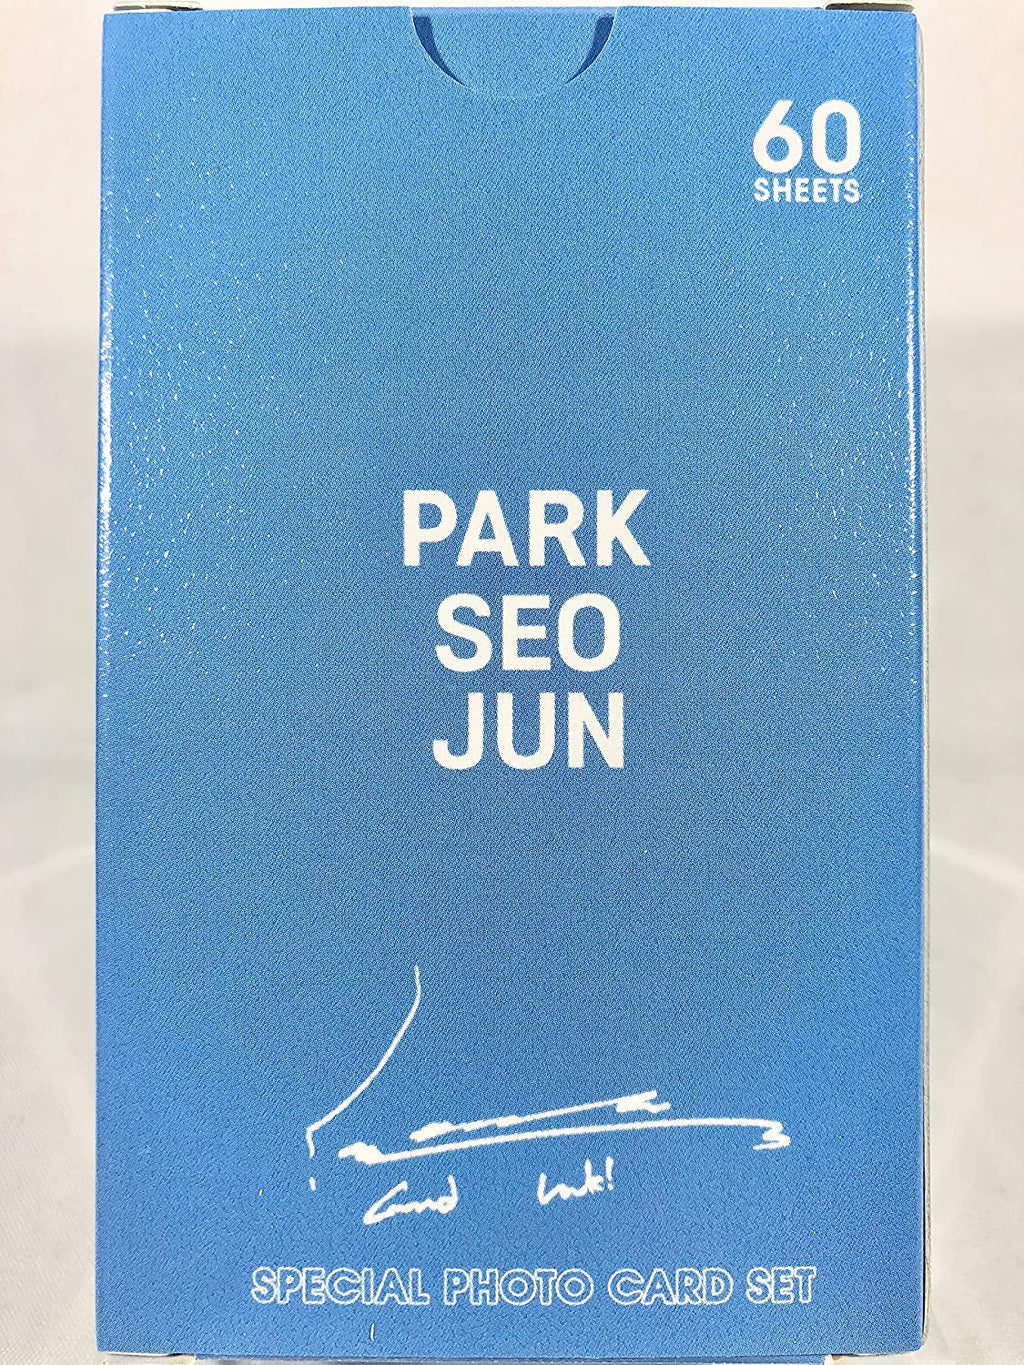 60
SHEETS
PARK
SEO
JUN
Good luck!
SPECIAL PHOTO CARD SET